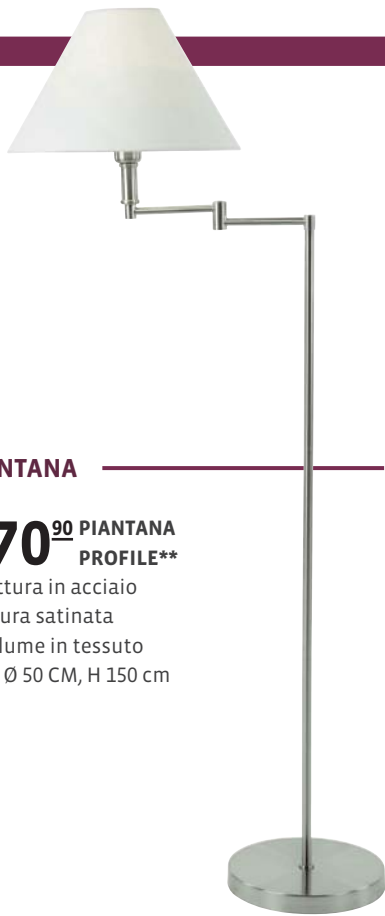 NTANA
70 90 PIANTANA
PROFILE**
ttura in acciaio
ura satinata
lume in tessuto
Ø 50 CM, H 150 cm